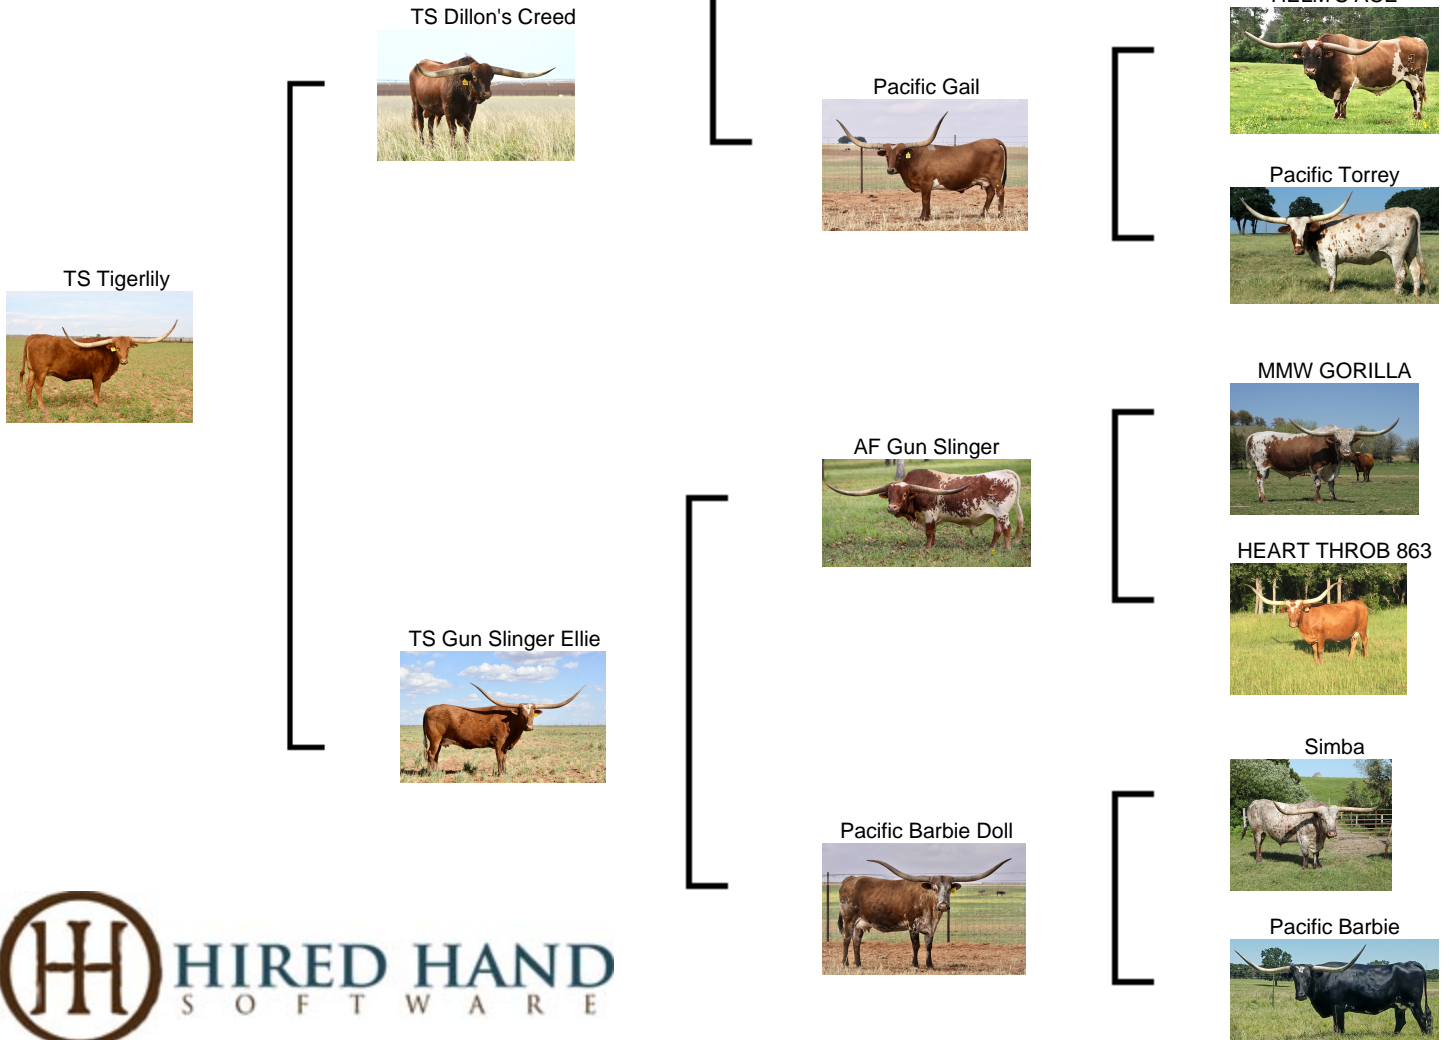 TS Dillon's Creed
Pacific Gail
Pacific Torrey
TS Tigerlily
MMW GORILLA
AF Gun Slinger
HEART THROB 863
TS Gun Slinger Ellie
Simba
Pacific Barbie Doll
Pacific Barbie
HIRED HAND
SOFTWARE